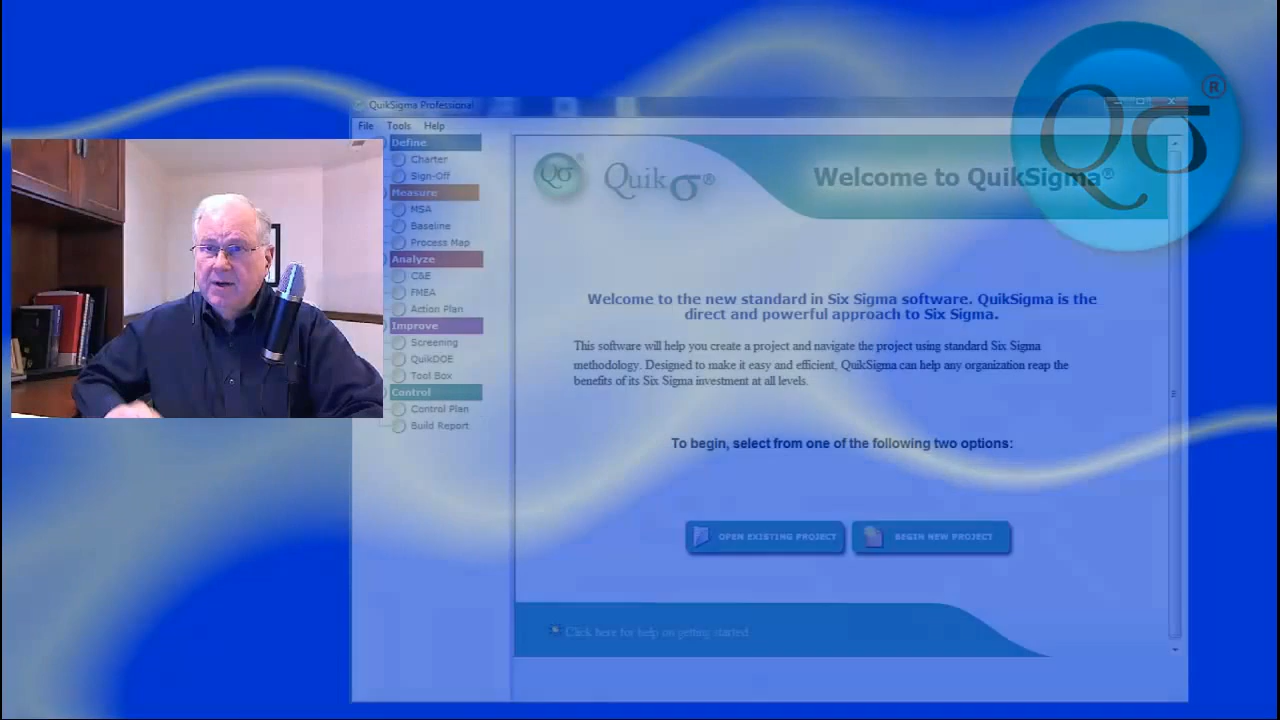 Qσ®
QuikSigma Professional
File Tools Help
Define
Charter
Sign-Off
Measure
MSA
Baseline
Process Map
Analyze
C&E
FMEA
Action Plan
Improve
Screening
QuikDOE
Tool Box
Control
Control Plan
Build Report
Qσ® Quikσ®
Welcome to QuikSigma®
Welcome to the new standard in Six Sigma software. QuikSigma is the
direct and powerful approach to Six Sigma.
This software will help you create a project and navigate the project using standard Six Sigma
methodology. Designed to make it easy and efficient, QuikSigma can help any organization reap the
benefits of its Six Sigma investment at all levels.
To begin, select from one of the following two options:
OPEN EXISTING PROJECT BEGIN NEW PROJECT
Click here for help on getting started